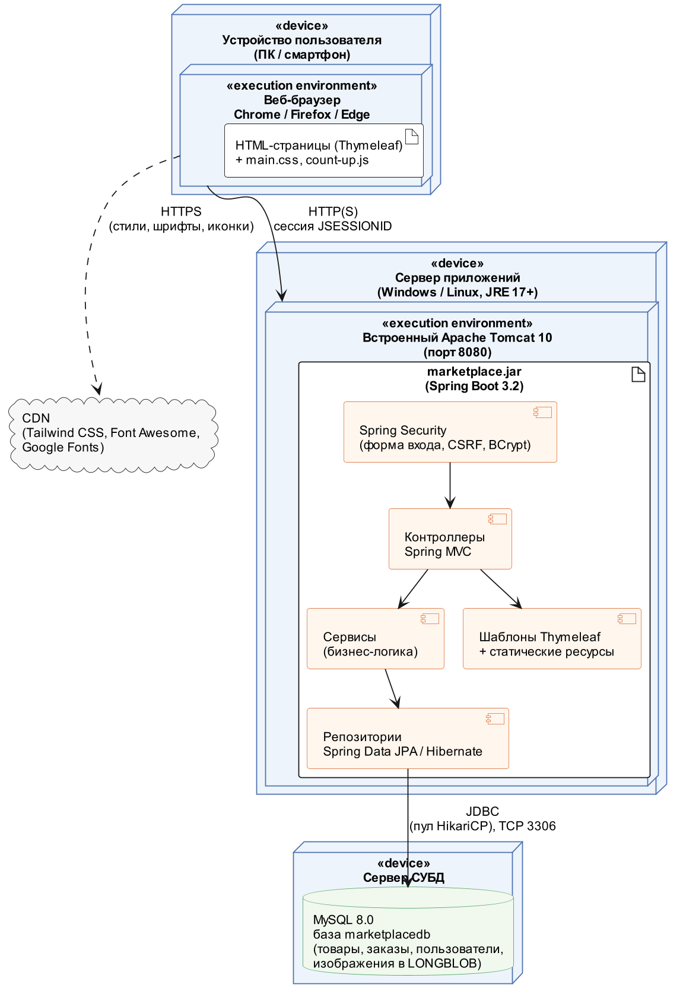 «device»
Устройство пользователя
(ПК / смартфон)
«execution environment»
Веб-браузер
Chrome / Firefox / Edge
HTML-страницы (Thymeleaf)
+ main.css, count-up.js
HTTPS
(стили, шрифты, иконки)
HTTP(S)
сессия JSESSIONID
«device»
Сервер приложений
(Windows / Linux, JRE 17+)
«execution environment»
Встроенный Apache Tomcat 10
(порт 8080)
marketplace.jar
(Spring Boot 3.2)
CDN
(Tailwind CSS, Font Awesome,
Google Fonts)
Spring Security
(форма входа, CSRF, BCrypt)
Контроллеры
Spring MVC
Сервисы
(бизнес-логика)
Шаблоны Thymeleaf
+ статические ресурсы
Репозитории
Spring Data JPA / Hibernate
JDBC
(пул HikariCP), TCP 3306
«device»
Сервер СУБД
MySQL 8.0
база marketplacedb
(товары, заказы, пользователи,
изображения в LONGBLOB)